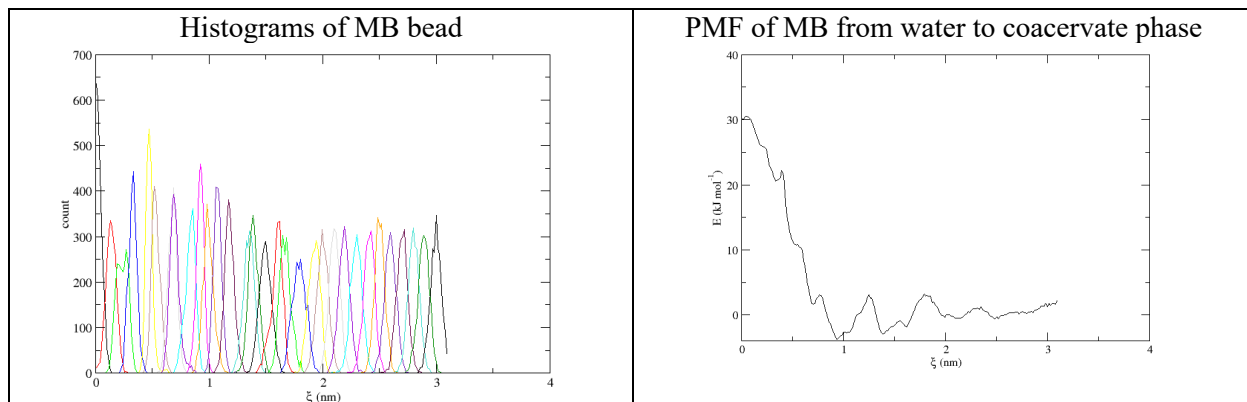 Histograms of MB bead
700
600
500
400
300
200
100
0
count
0 1 2 3 4
ξ (nm)
PMF of MB from water to coacervate phase
40
30
20
10
0
E (kJ mol⁻¹)
0 1 2 3 4
ξ (nm)